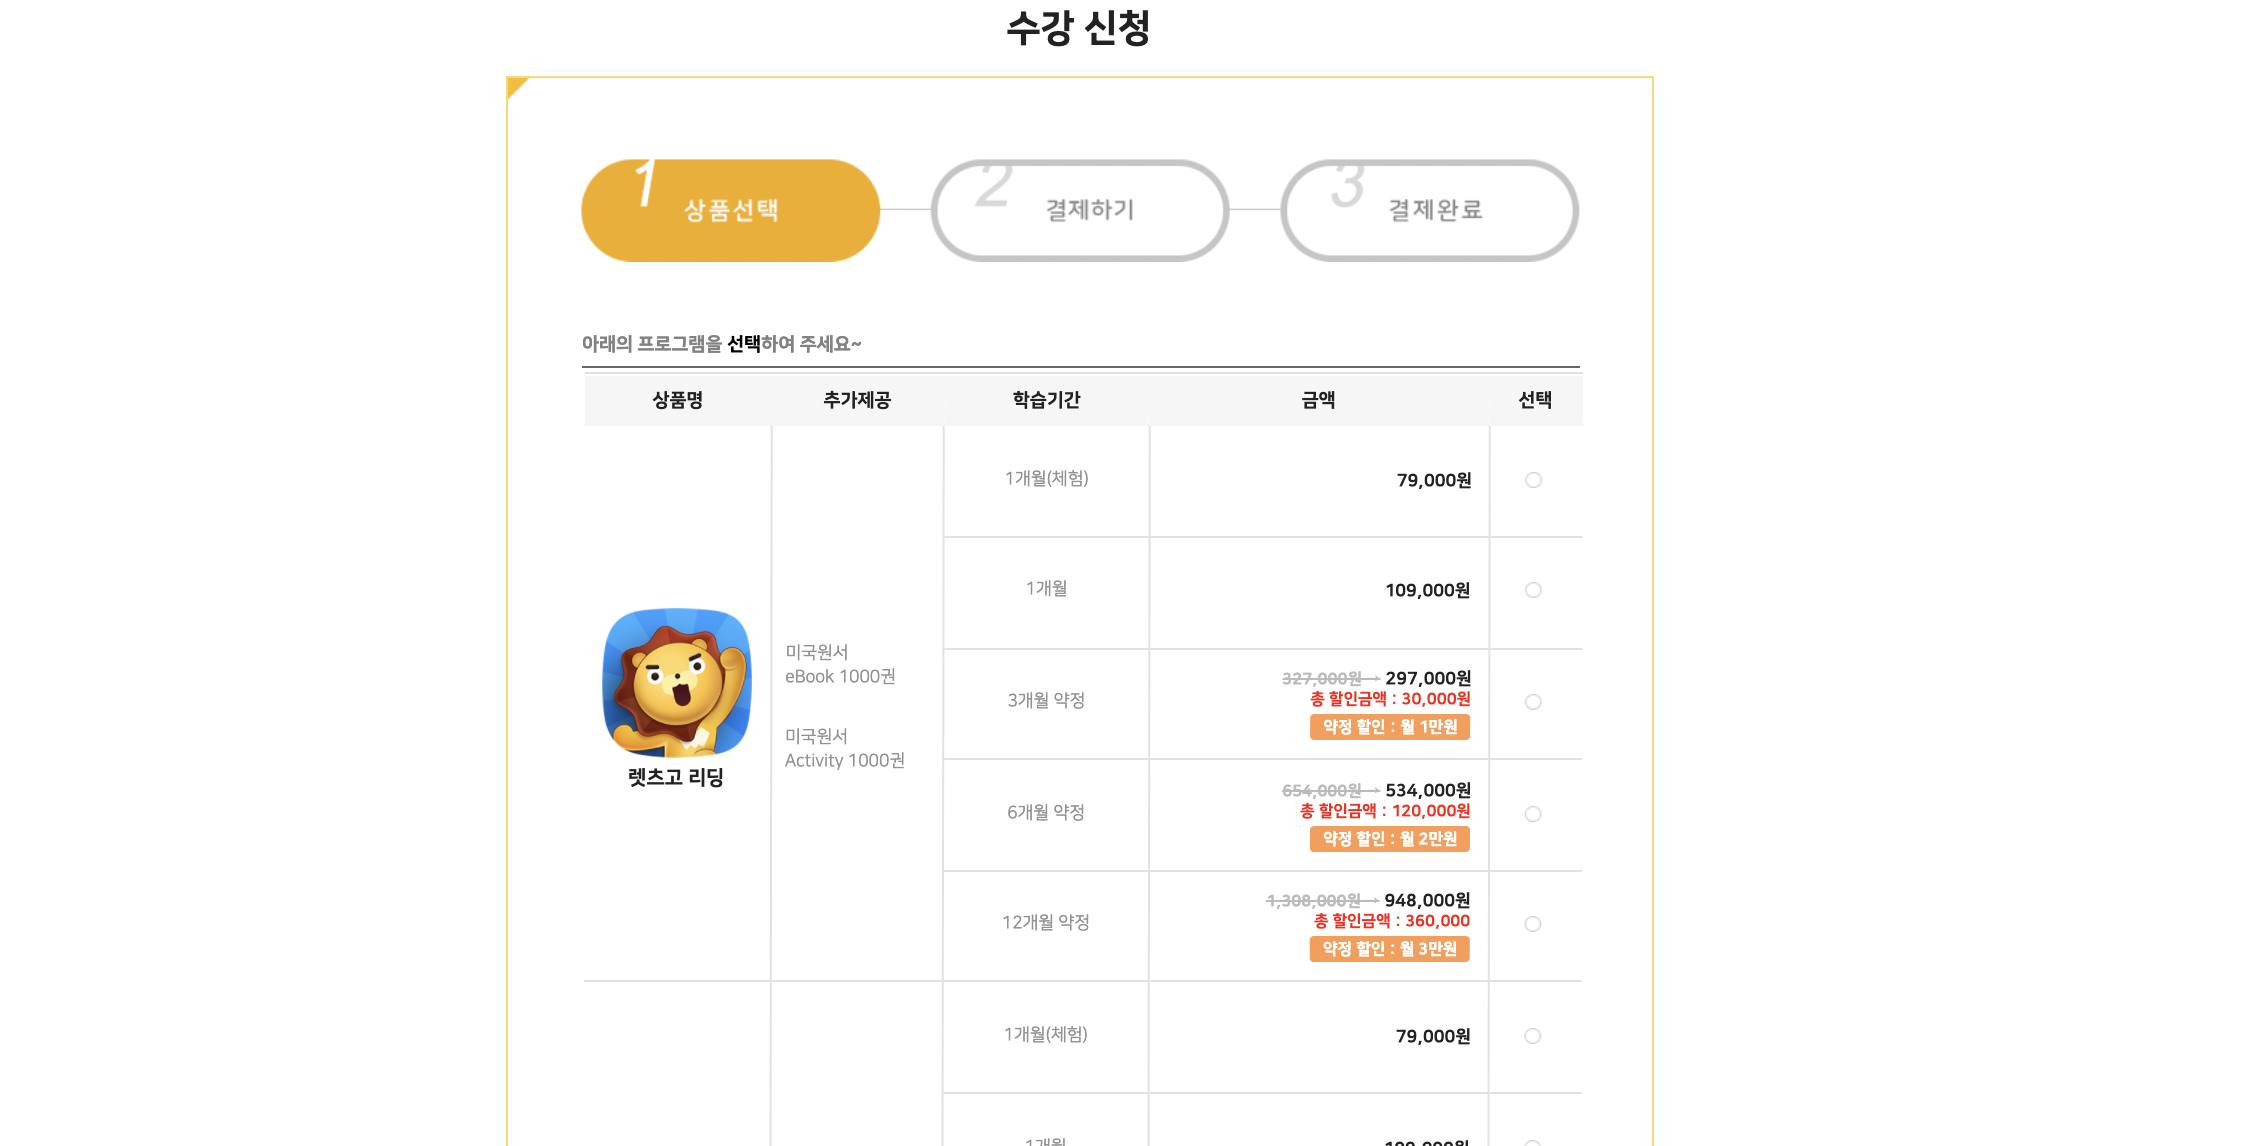 수강 신청
1 상품선택
2 결제하기
3 결제완료
아래의 프로그램을 선택하여 주세요~
상품명 추가제공 학습기간 금액 선택
렛츠고 리딩
미국원서
eBook 1000권
미국원서
Activity 1000권
1개월(체험) 79,000원
1개월 109,000원
3개월 약정
327,000원→ 297,000원
총 할인금액 : 30,000원
약정 할인 : 월 1만원
6개월 약정
654,000원→ 534,000원
총 할인금액 : 120,000원
약정 할인 : 월 2만원
12개월 약정
1,308,000원→ 948,000원
총 할인금액 : 360,000
약정 할인 : 월 3만원
1개월(체험) 79,000원
1개월 109,000원